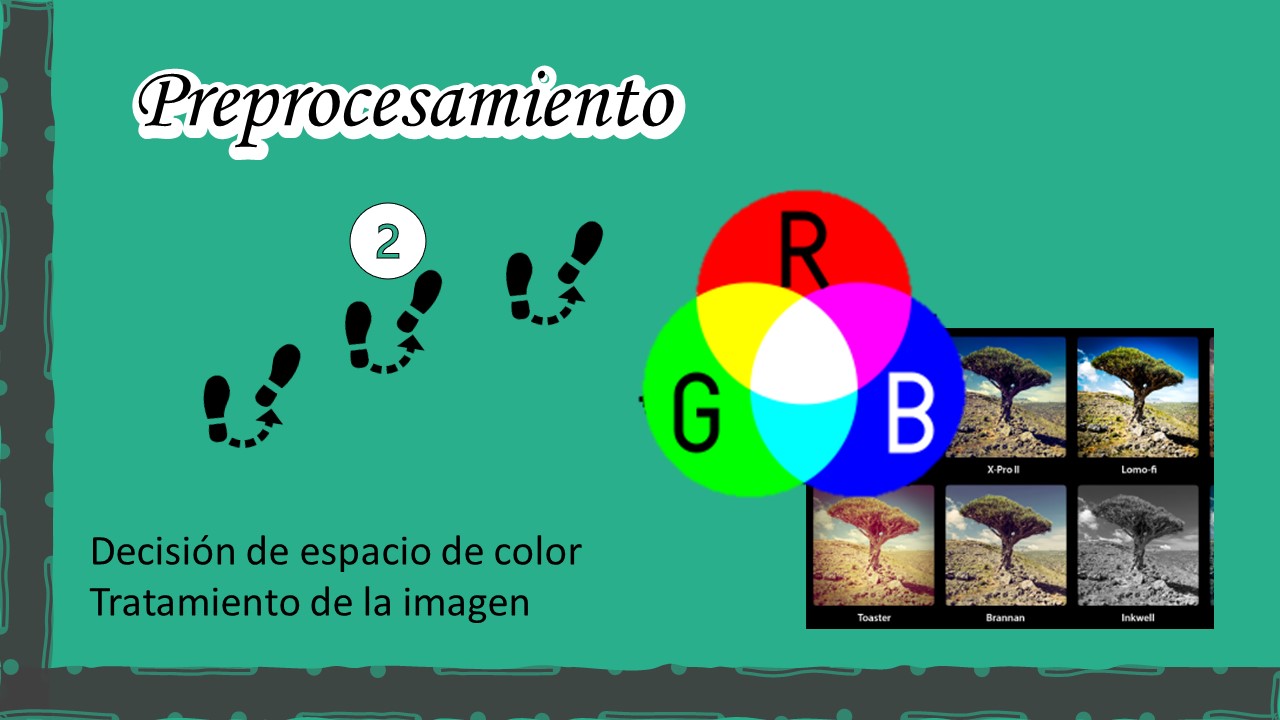 Preprocesamiento
2
R
G
B
X-Pro II
Lomo-fi
Toaster
Brannan
Inkwell
Decisión de espacio de color
Tratamiento de la imagen